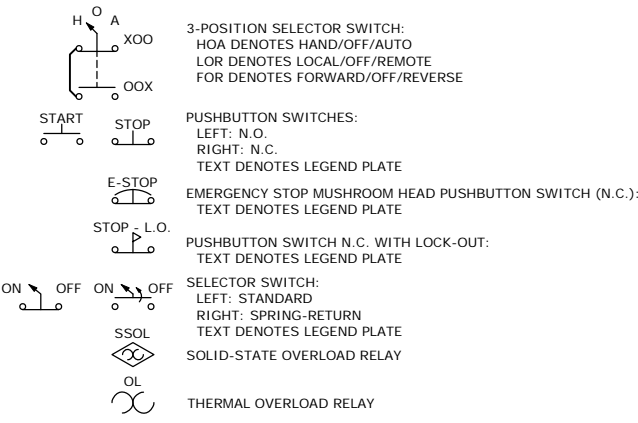 H O A
XOO
OOX
3-POSITION SELECTOR SWITCH:
HOA DENOTES HAND/OFF/AUTO
LOR DENOTES LOCAL/OFF/REMOTE
FOR DENOTES FORWARD/OFF/REVERSE
START
STOP
PUSHBUTTON SWITCHES:
LEFT: N.O.
RIGHT: N.C.
TEXT DENOTES LEGEND PLATE
E-STOP
EMERGENCY STOP MUSHROOM HEAD PUSHBUTTON SWITCH (N.C.):
TEXT DENOTES LEGEND PLATE
STOP - L.O.
PUSHBUTTON SWITCH N.C. WITH LOCK-OUT:
TEXT DENOTES LEGEND PLATE
ON OFF ON OFF
SELECTOR SWITCH:
LEFT: STANDARD
RIGHT: SPRING-RETURN
TEXT DENOTES LEGEND PLATE
SSOL
SOLID-STATE OVERLOAD RELAY
OL
THERMAL OVERLOAD RELAY